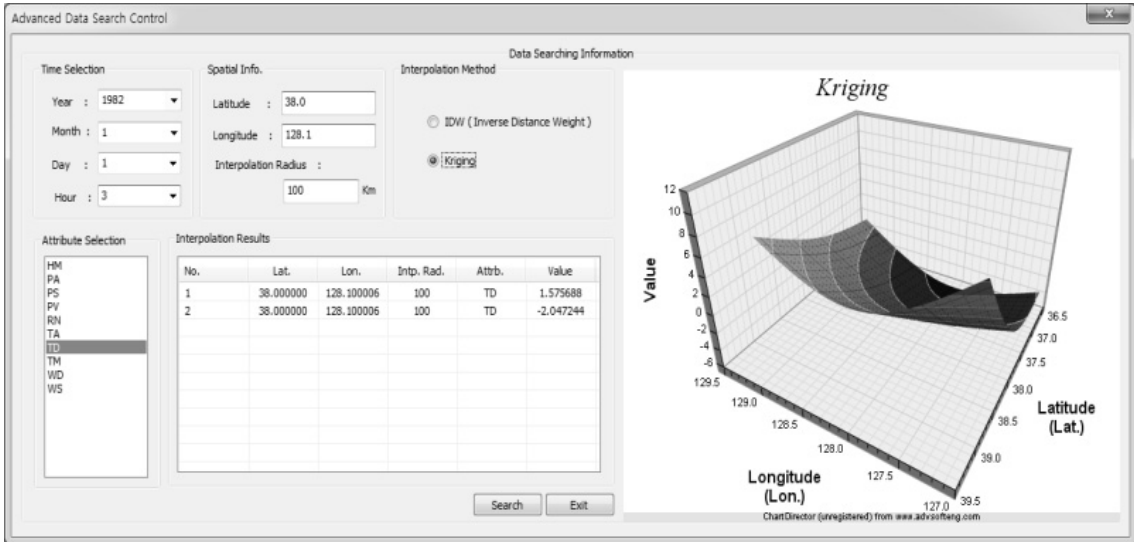 Advanced Data Search Control
x
Data Searching Information
Time Selection
Year : 1982
Month : 1
Day : 1
Hour : 3
Spatial Info.
Latitude : 38.0
Longitude : 128.1
Interpolation Radius :
100 Km
Interpolation Method
IDW ( Inverse Distance Weight )
Kriging
Attribute Selection
HM
PA
PS
PV
RN
TA
TD
TM
WD
WS
Interpolation Results
No. Lat. Lon. Intp. Rad. Attrb. Value
1 38.000000 128.100006 100 TD 1.575688
2 38.000000 128.100006 100 TD -2.047244
Search Exit
Kriging
Value
12
10
8
6
4
2
0
-2
-4
-6
129.5
129.0
128.5
128.0
127.5
127.0
Longitude
(Lon.)
36.5
37.0
37.5
38.0
38.5
39.0
39.5
Latitude
(Lat.)
ChartDirector (unregistered) from www.advsofteng.com